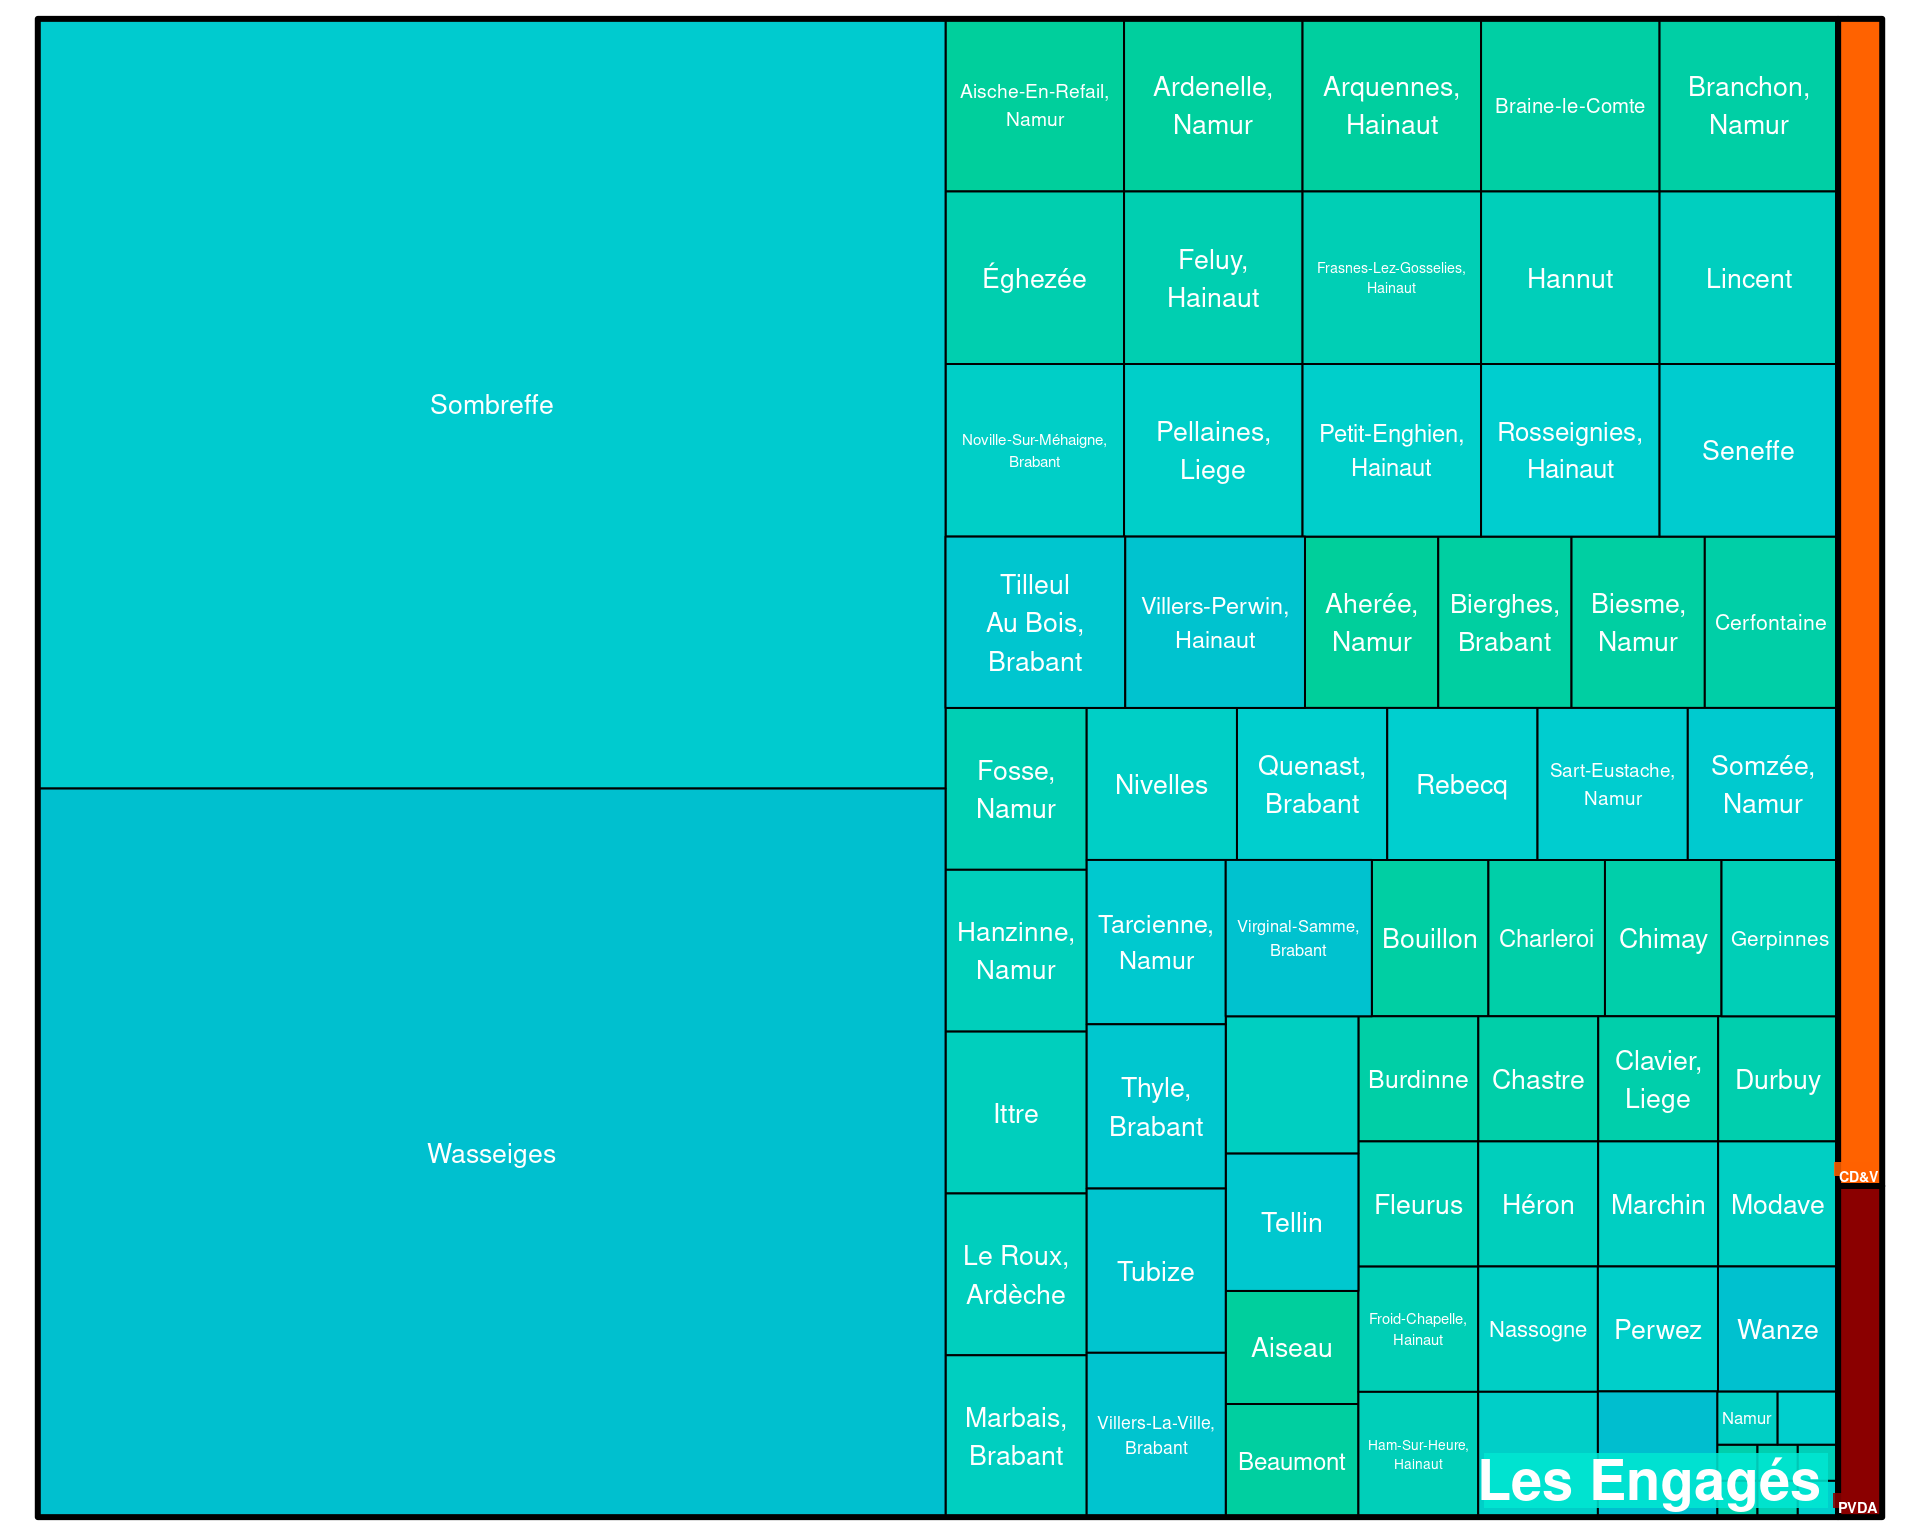 Sombreffe
Wasseiges
Aische-En-Refail,
Namur
Ardenelle,
Namur
Arquennes,
Hainaut
Braine-le-Comte
Branchon,
Namur
Éghezée
Feluy,
Hainaut
Frasnes-Lez-Gosselies,
Hainaut
Hannut
Lincent
Noville-Sur-Méhaigne,
Brabant
Pellaines,
Liege
Petit-Enghien,
Hainaut
Rosseignies,
Hainaut
Seneffe
Tilleul
Au Bois,
Brabant
Villers-Perwin,
Hainaut
Aherée,
Namur
Bierghes,
Brabant
Biesme,
Namur
Cerfontaine
Fosse,
Namur
Nivelles
Quenast,
Brabant
Rebecq
Sart-Eustache,
Namur
Somzée,
Namur
Hanzinne,
Namur
Tarcienne,
Namur
Virginal-Samme,
Brabant
Bouillon
Charleroi
Chimay
Gerpinnes
Ittre
Thyle,
Brabant
Burdinne
Chastre
Clavier,
Liege
Durbuy
Le Roux,
Ardèche
Tubize
Tellin
Fleurus
Héron
Marchin
Modave
Aiseau
Froid-Chapelle,
Hainaut
Nassogne
Perwez
Wanze
Marbais,
Brabant
Villers-La-Ville,
Brabant
Beaumont
Ham-Sur-Heure,
Hainaut
Namur
Les Engagés
CD&V
PVDA